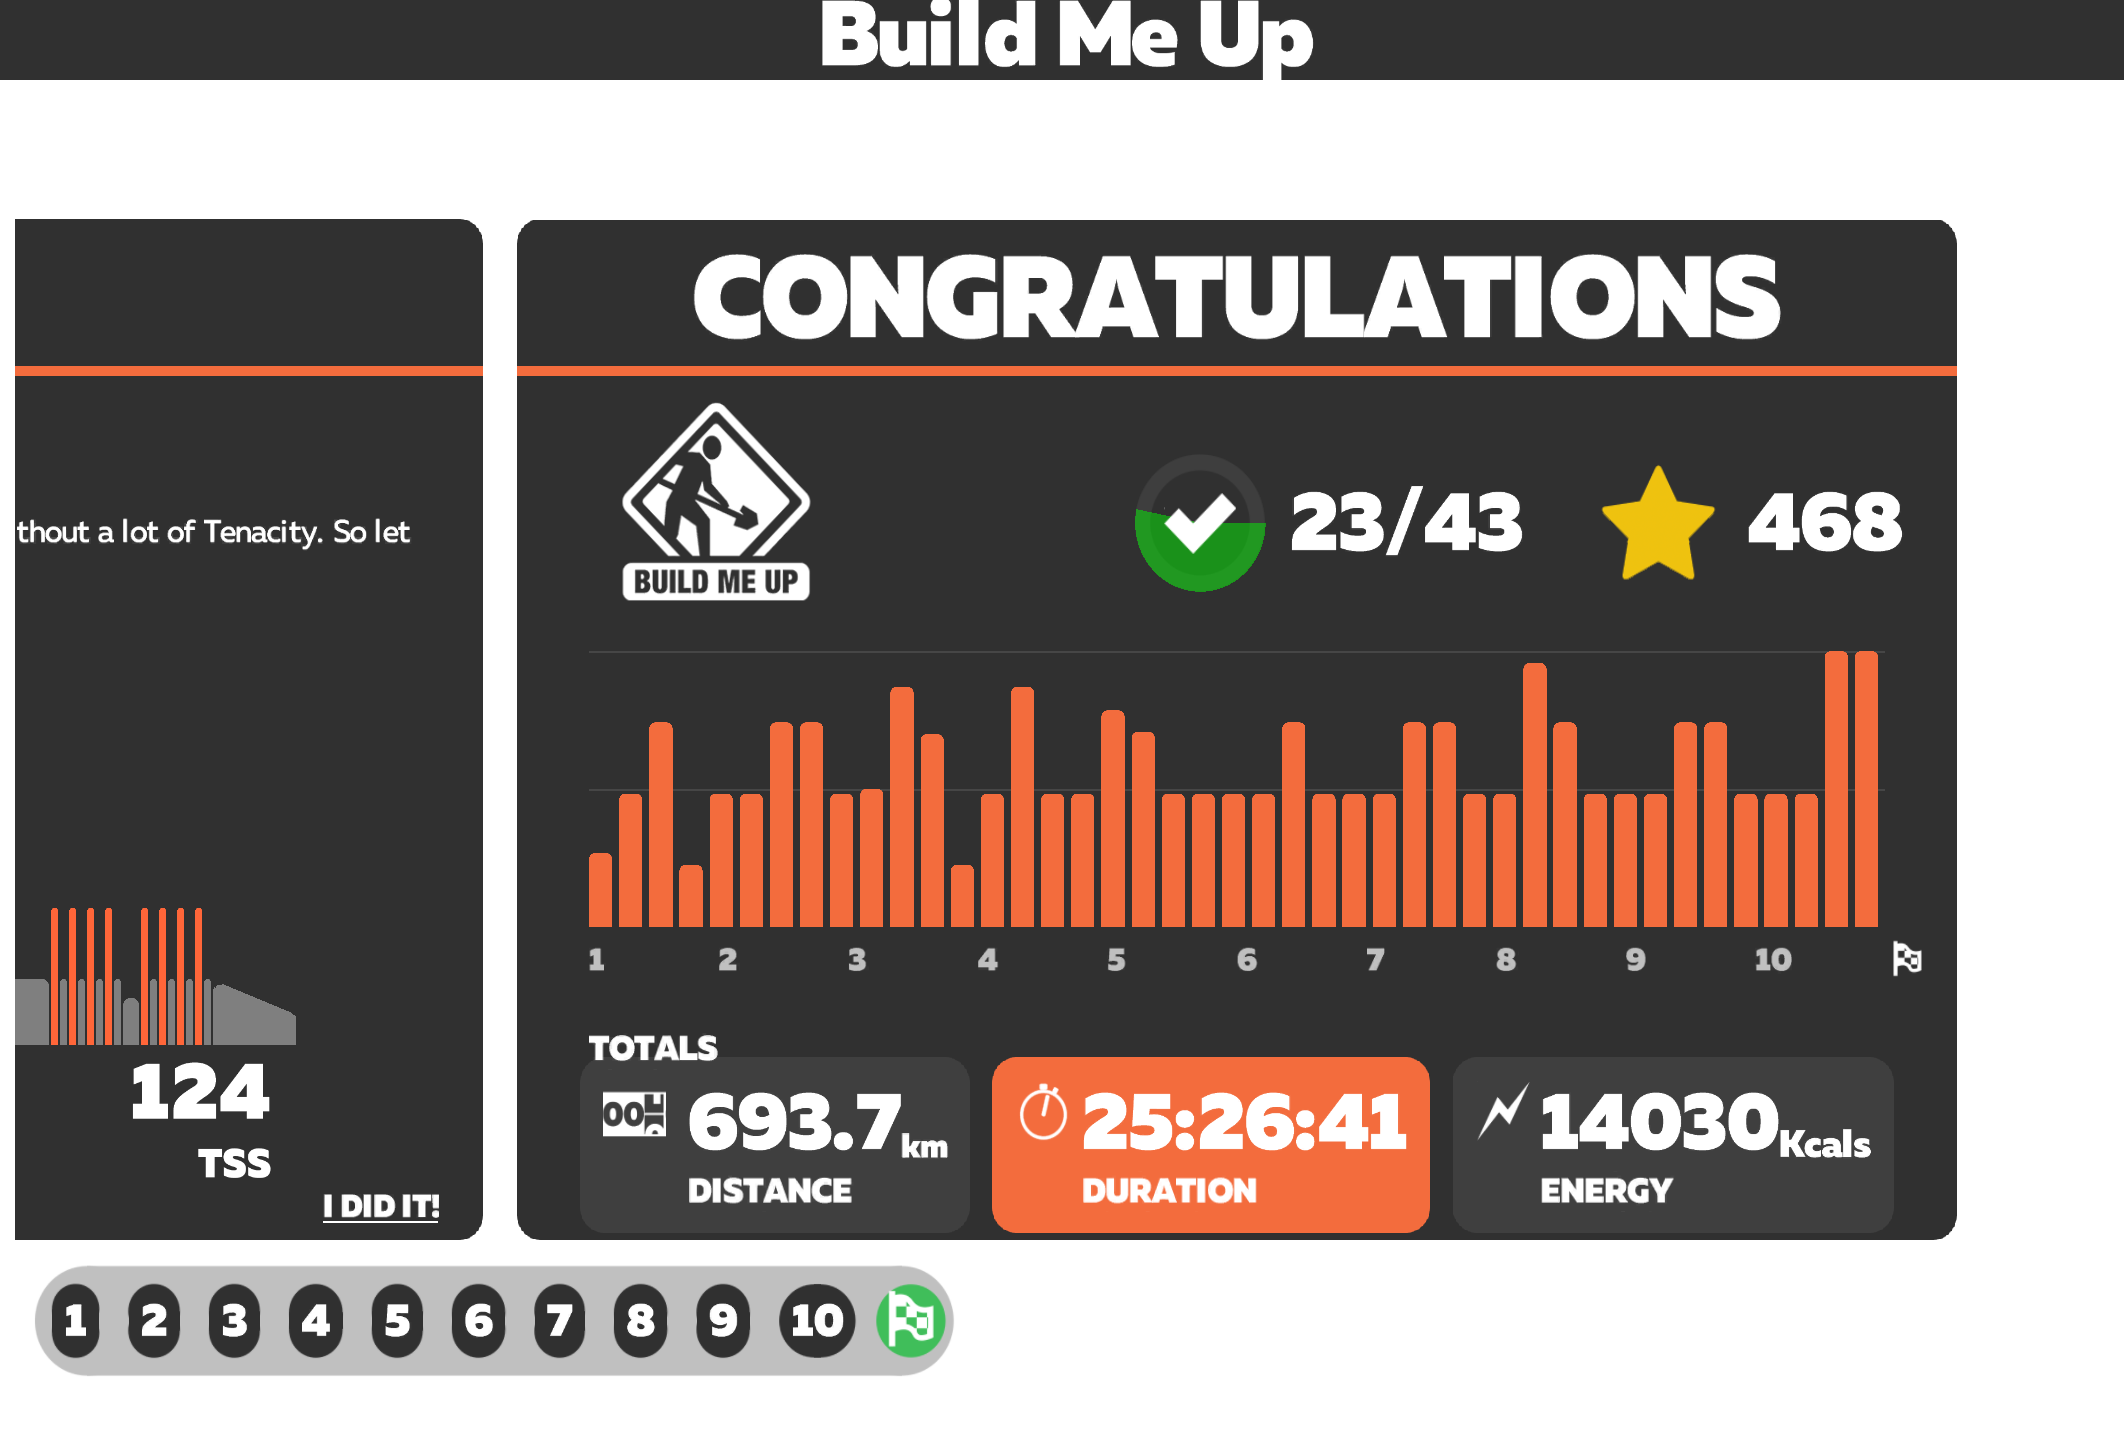 Build Me Up
thout a lot of Tenacity. So let
124
TSS
I DID IT!
CONGRATULATIONS
BUILD ME UP
23/43
468
1 2 3 4 5 6 7 8 9 10
TOTALS
693.7km
DISTANCE
25:26:41
DURATION
14030Kcals
ENERGY
1 2 3 4 5 6 7 8 9 10